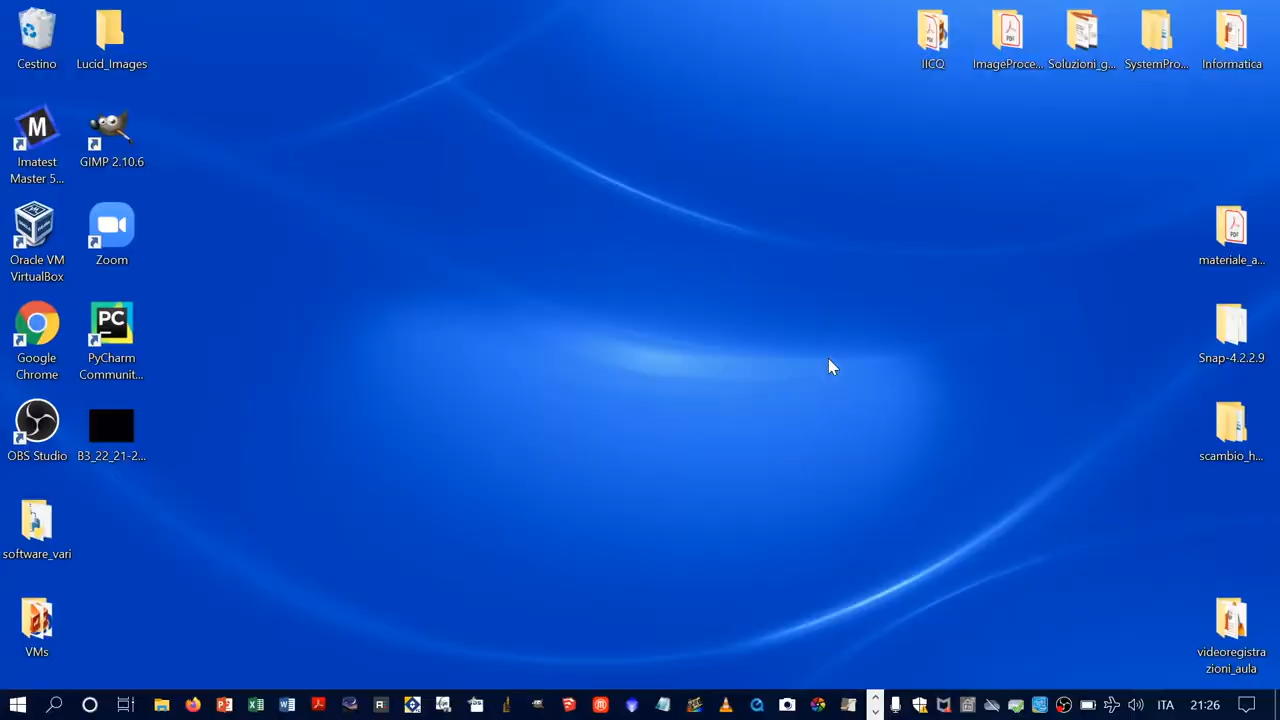 Cestino
Lucid_Images
IICQ
ImageProce...
Soluzioni_g...
SystemPro...
Informatica
Imatest
Master 5...
GIMP 2.10.6
Oracle VM
VirtualBox
Zoom
materiale_a...
Google
Chrome
PyCharm
Communit...
Snap-4.2.2.9
OBS Studio
B3_22_21-2...
scambio_h...
software_vari
VMs
videoregistra
zioni_aula
ITA
21:26